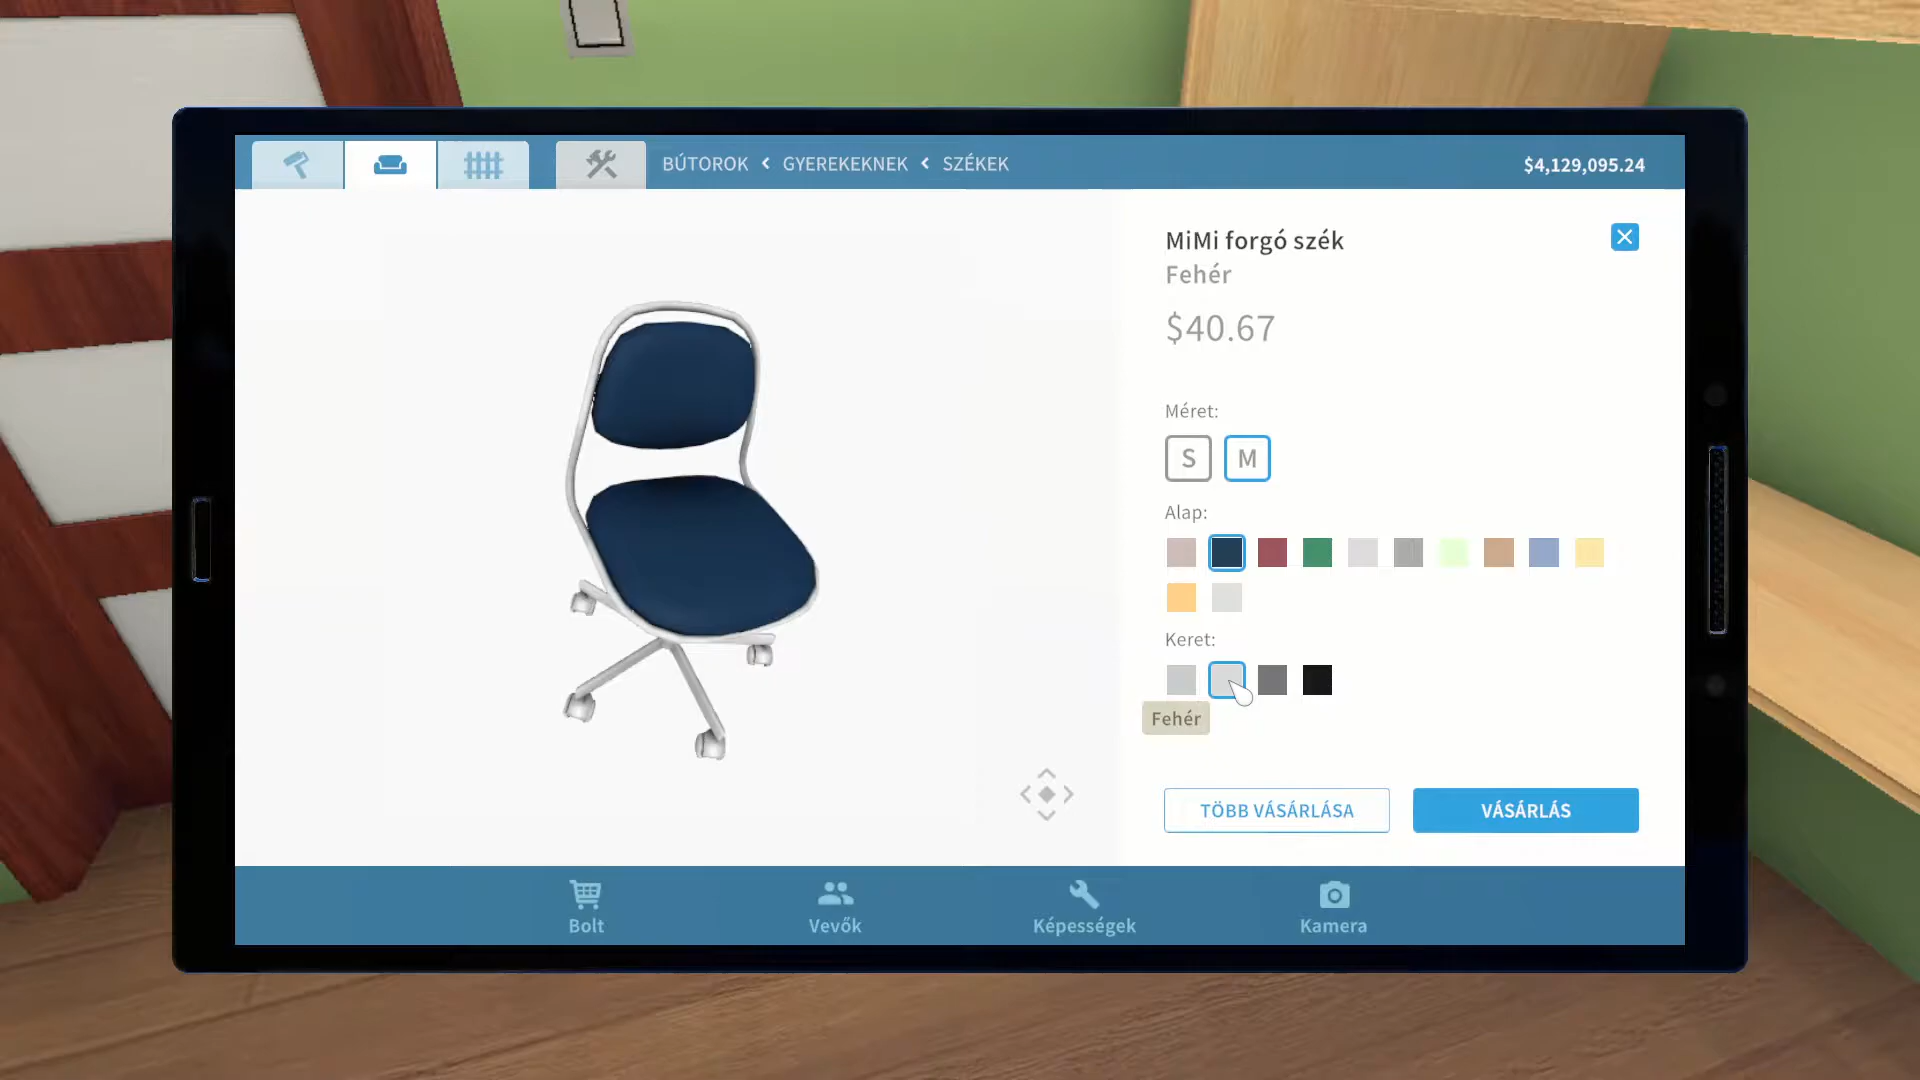 BÚTOROK < GYEREKEKNEK < SZÉKEK
$4,129,095.24
MiMi forgó szék
Fehér
$40.67
Méret:
S M
Alap:
Keret:
Fehér
TÖBB VÁSÁRLÁSA
VÁSÁRLÁS
Bolt
Vevők
Képességek
Kamera